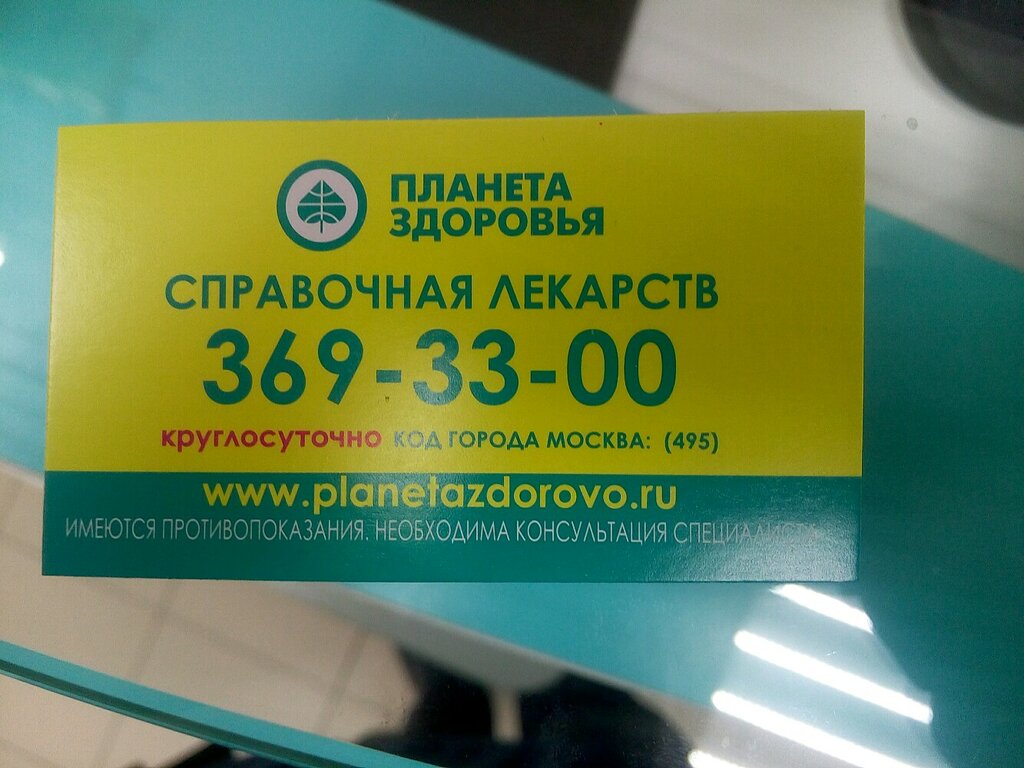 ПЛАНЕТА
ЗДОРОВЬЯ
СПРАВОЧНАЯ ЛЕКАРСТВ
369-33-00
круглосуточно КОД ГОРОДА МОСКВА: (495)
www.planetazdorovo.ru
ИМЕЮТСЯ ПРОТИВОПОКАЗАНИЯ. НЕОБХОДИМА КОНСУЛЬТАЦИЯ СПЕЦИАЛИСТА